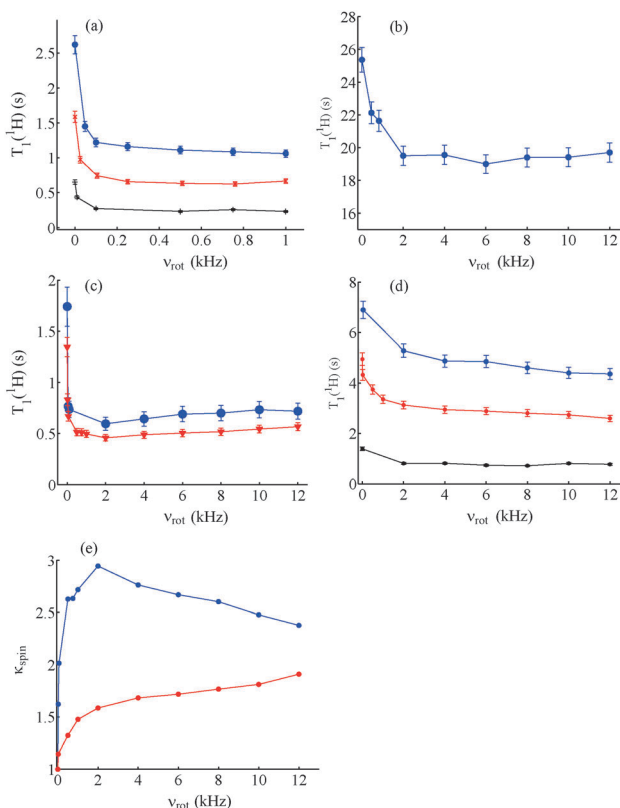 (a)
T₁(¹H) (s)
2.5
2
1.5
1
0.5
0
0 0.2 0.4 0.6 0.8 1
νrot (kHz)
(b)
T₁(¹H) (s)
28
26
24
22
20
18
16
0 2 4 6 8 10 12
νrot (kHz)
(c)
T₁(¹H) (s)
2
1.5
1
0.5
0
0 2 4 6 8 10 12
νrot (kHz)
(d)
T₁(¹H) (s)
8
6
4
2
0
0 2 4 6 8 10 12
νrot (kHz)
(e)
κspin
3
2.5
2
1.5
1
0 2 4 6 8 10 12
νrot (kHz)